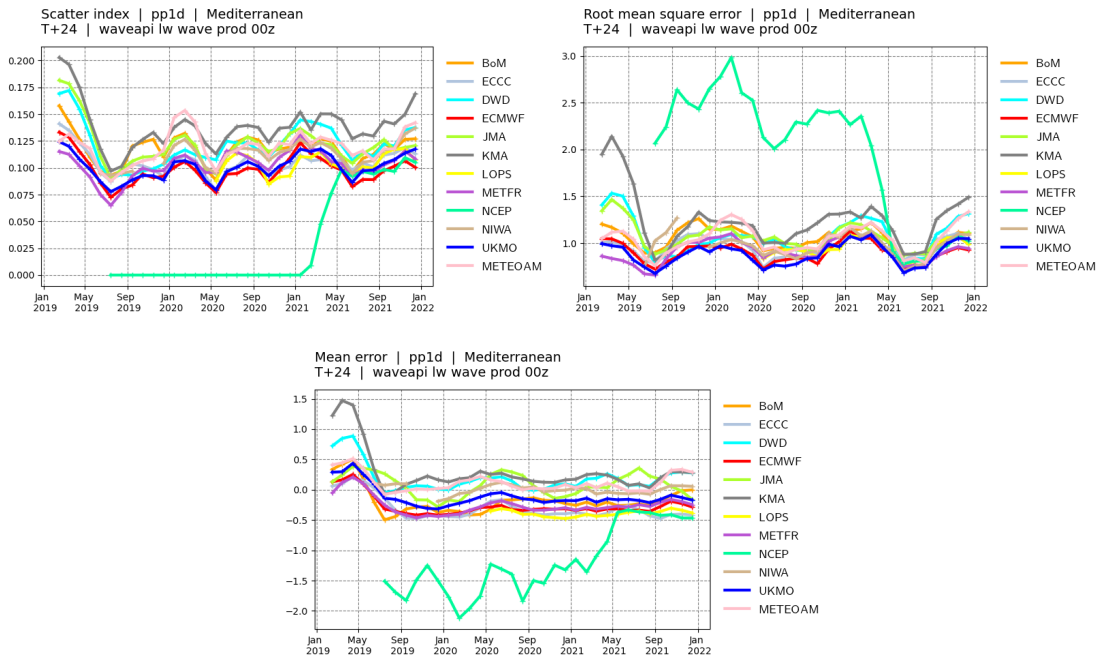 Scatter index | pp1d | Mediterranean
T+24 | waveapi lw wave prod 00z
0.200
0.175
0.150
0.125
0.100
0.075
0.050
0.025
0.000
Jan 2019
May 2019
Sep 2019
Jan 2020
May 2020
Sep 2020
Jan 2021
May 2021
Sep 2021
Jan 2022
BoM
ECCC
DWD
ECMWF
JMA
KMA
LOPS
METFR
NCEP
NIWA
UKMO
METEOAM
Root mean square error | pp1d | Mediterranean
T+24 | waveapi lw wave prod 00z
3.0
2.5
2.0
1.5
1.0
Jan 2019
May 2019
Sep 2019
Jan 2020
May 2020
Sep 2020
Jan 2021
May 2021
Sep 2021
Jan 2022
BoM
ECCC
DWD
ECMWF
JMA
KMA
LOPS
METFR
NCEP
NIWA
UKMO
METEOAM
Mean error | pp1d | Mediterranean
T+24 | waveapi lw wave prod 00z
1.5
1.0
0.5
0.0
−0.5
−1.0
−1.5
−2.0
Jan 2019
May 2019
Sep 2019
Jan 2020
May 2020
Sep 2020
Jan 2021
May 2021
Sep 2021
Jan 2022
BoM
ECCC
DWD
ECMWF
JMA
KMA
LOPS
METFR
NCEP
NIWA
UKMO
METEOAM